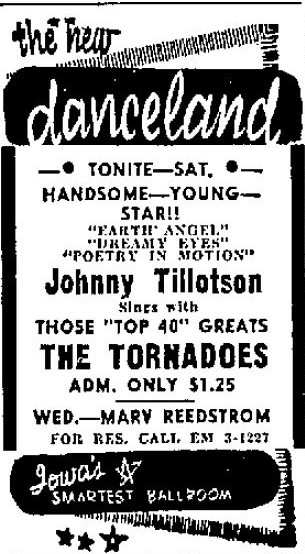 the new
danceland
TONITE—SAT.
HANDSOME—YOUNG—
STAR!!
"EARTH ANGEL"
"DREAMY EYES"
"POETRY IN MOTION"
Johnny Tillotson
Sings with
THOSE "TOP 40" GREATS
THE TORNADOES
ADM. ONLY $1.25
WED.—MARV REEDSTROM
FOR RES. CALL EM 3-1227
Iowa's
SMARTEST BALLROOM